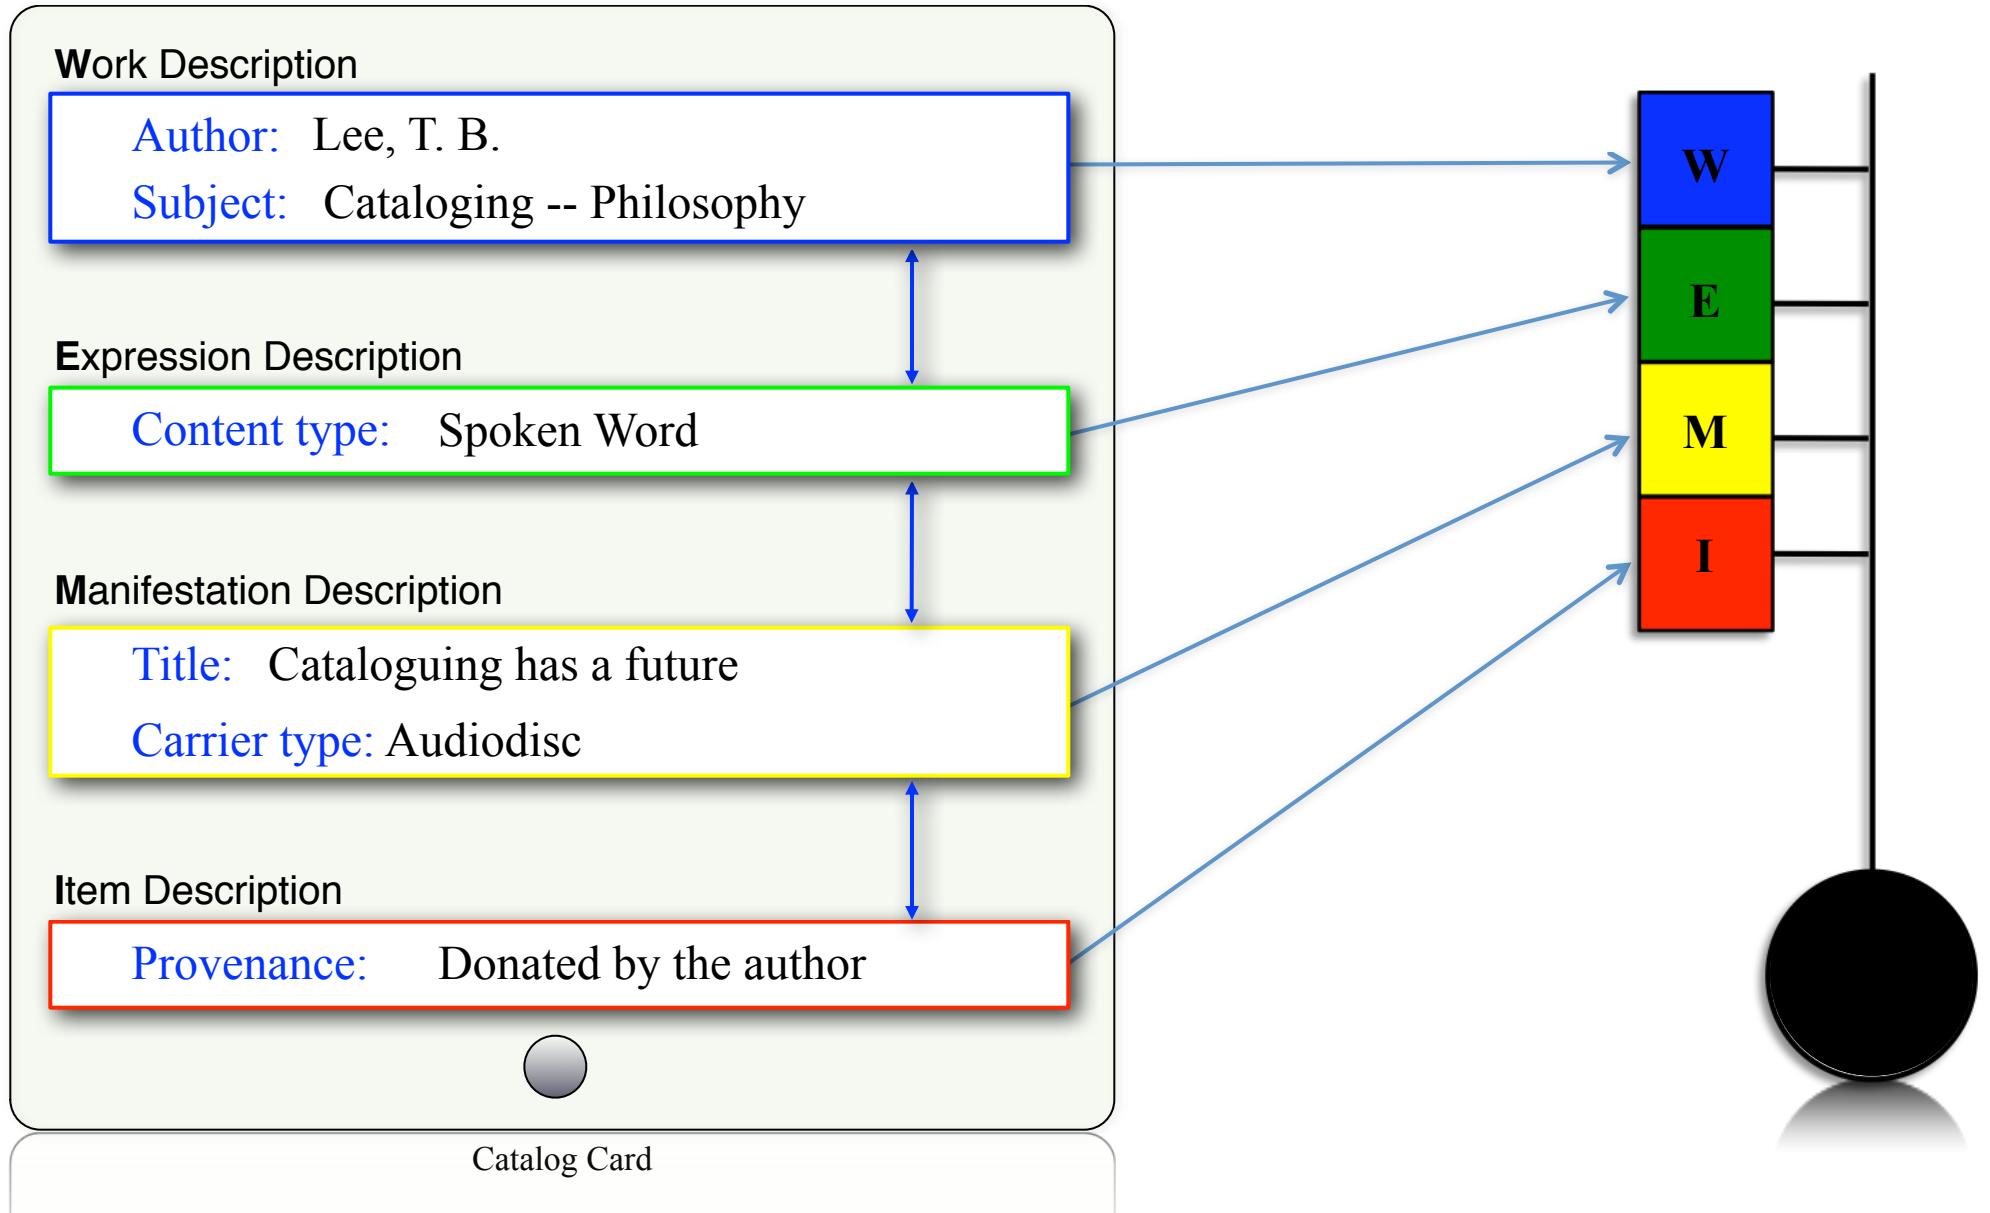 Work Description
Author: Lee, T. B.
Subject: Cataloging -- Philosophy
Expression Description
Content type: Spoken Word
Manifestation Description
Title: Cataloguing has a future
Carrier type: Audiodisc
Item Description
Provenance: Donated by the author
Catalog Card
W
E
M
I